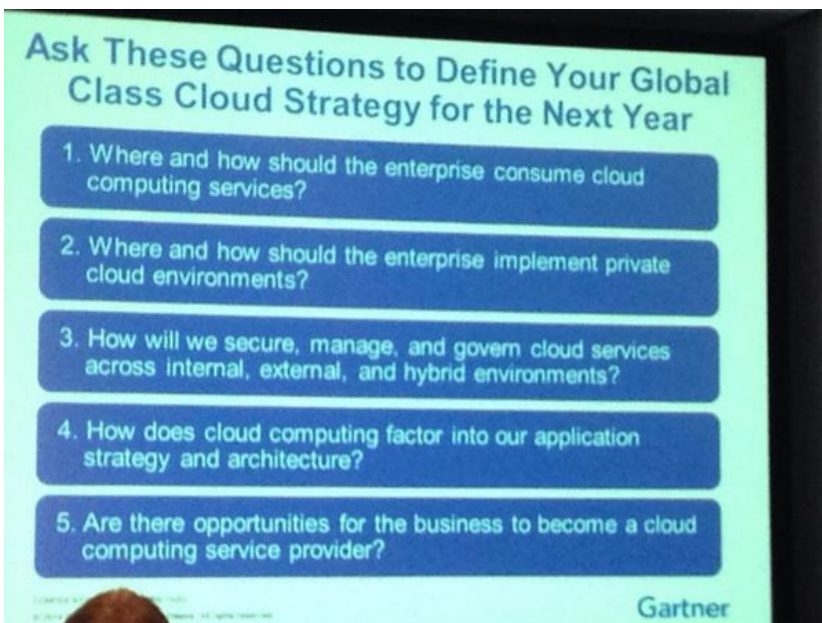 Ask These Questions to Define Your Global
Class Cloud Strategy for the Next Year
1. Where and how should the enterprise consume cloud
computing services?
2. Where and how should the enterprise implement private
cloud environments?
3. How will we secure, manage, and govern cloud services
across internal, external, and hybrid environments?
4. How does cloud computing factor into our application
strategy and architecture?
5. Are there opportunities for the business to become a cloud
computing service provider?
Gartner